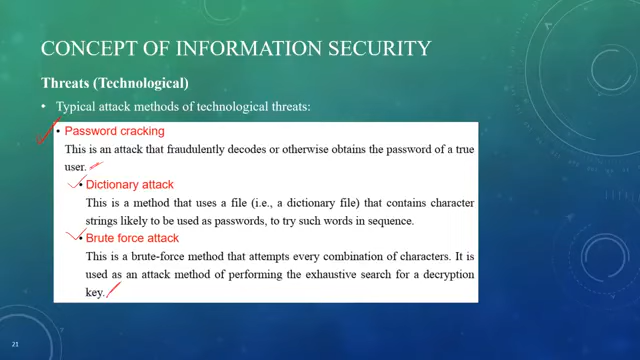 CONCEPT OF INFORMATION SECURITY
Threats (Technological)
• Typical attack methods of technological threats:
• Password cracking
This is an attack that fraudulently decodes or otherwise obtains the password of a true
user.
• Dictionary attack
This is a method that uses a file (i.e., a dictionary file) that contains character
strings likely to be used as passwords, to try such words in sequence.
• Brute force attack
This is a brute-force method that attempts every combination of characters. It is
used as an attack method of performing the exhaustive search for a decryption
key.
21